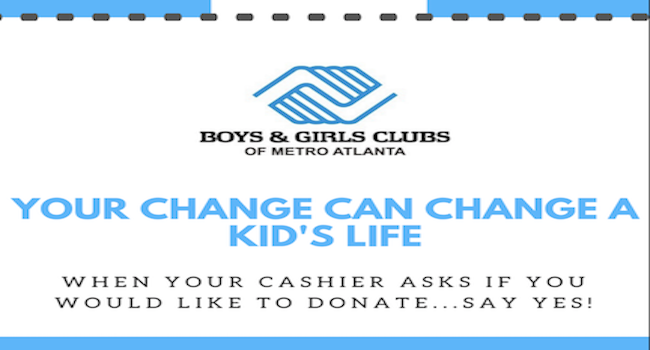 BOYS & GIRLS CLUBS
OF METRO ATLANTA
YOUR CHANGE CAN CHANGE A
KID'S LIFE
WHEN YOUR CASHIER ASKS IF YOU
WOULD LIKE TO DONATE...SAY YES!